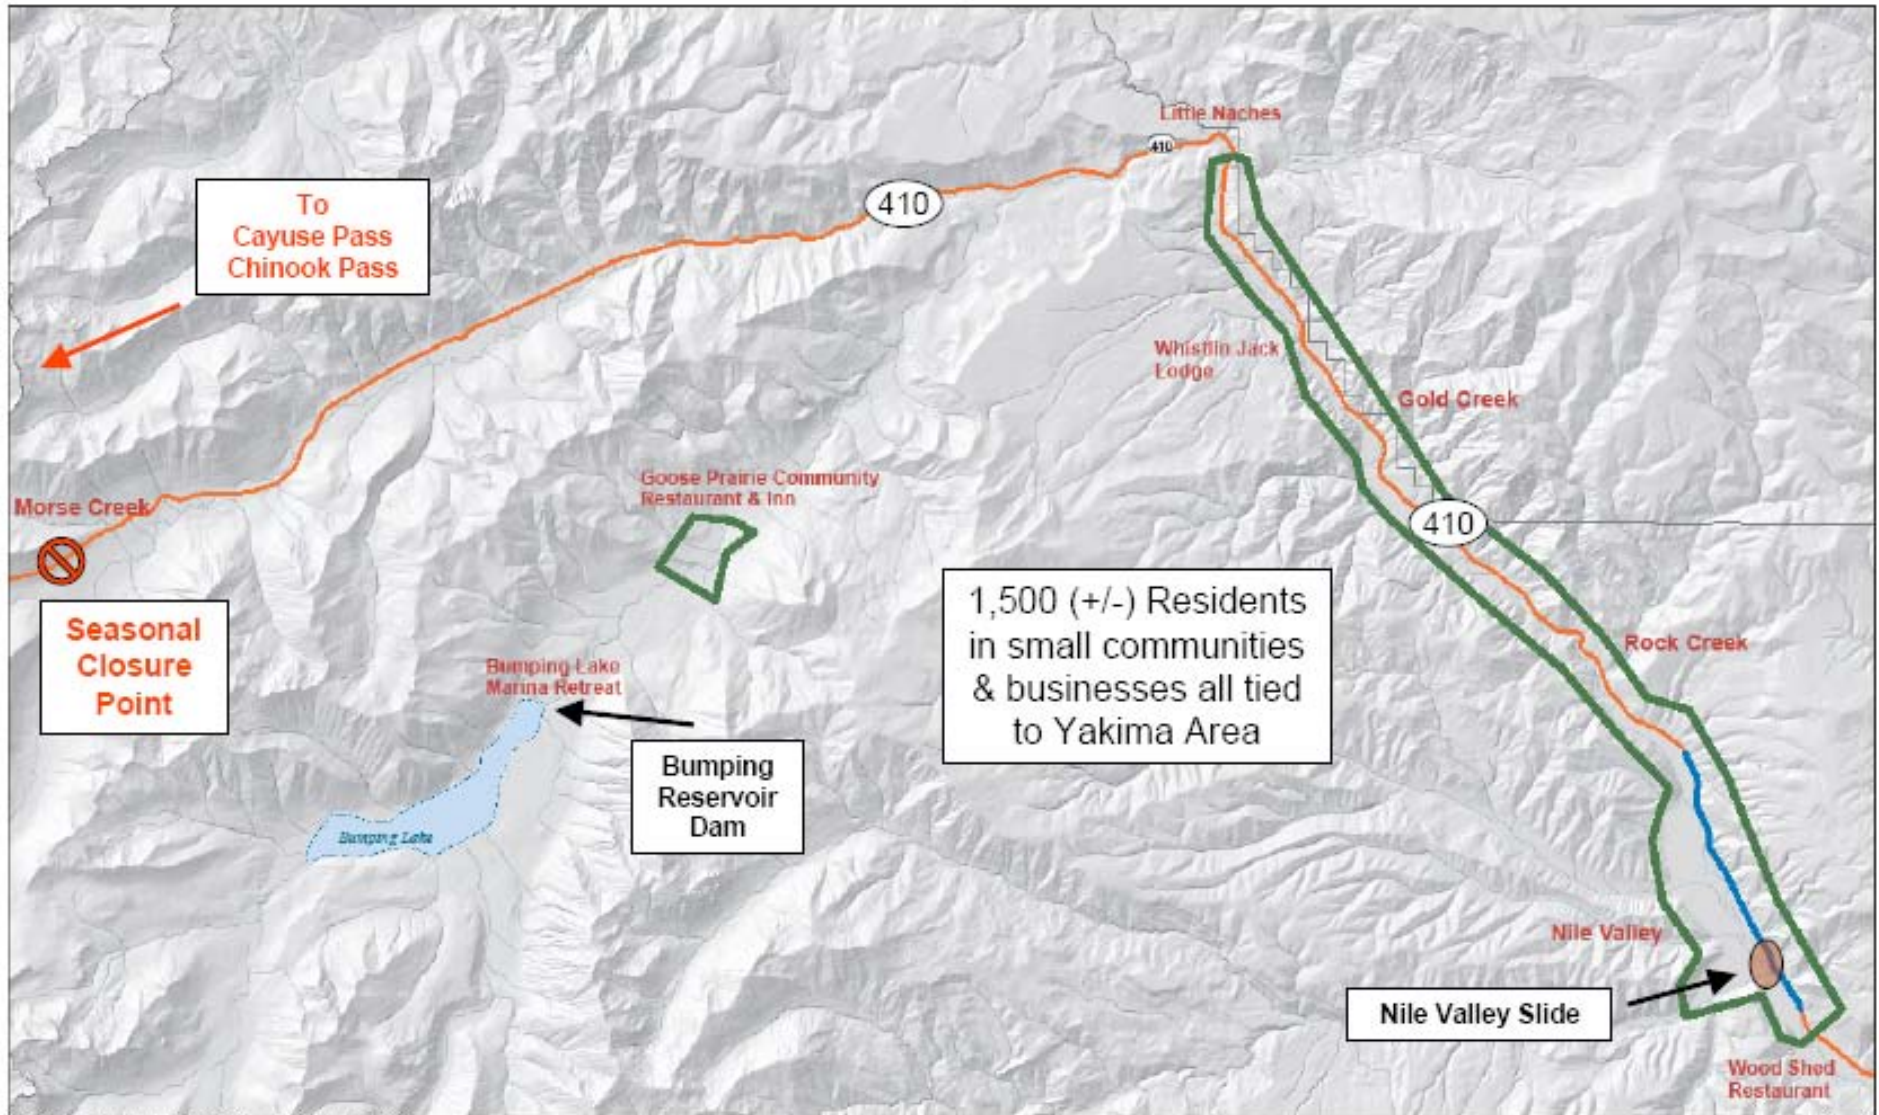 Little Naches
410
410
To
Cayuse Pass
Chinook Pass
Whistlin Jack
Lodge
Gold Creek
Goose Prairie Community
Restaurant & Inn
Morse Creek
410
Seasonal
Closure
Point
1,500 (+/-) Residents
in small communities
& businesses all tied
to Yakima Area
Rock Creek
Bumping Lake
Marina Retreat
Bumping
Reservoir
Dam
Bumping Lake
Nile Valley
Nile Valley Slide
Wood Shed
Restaurant